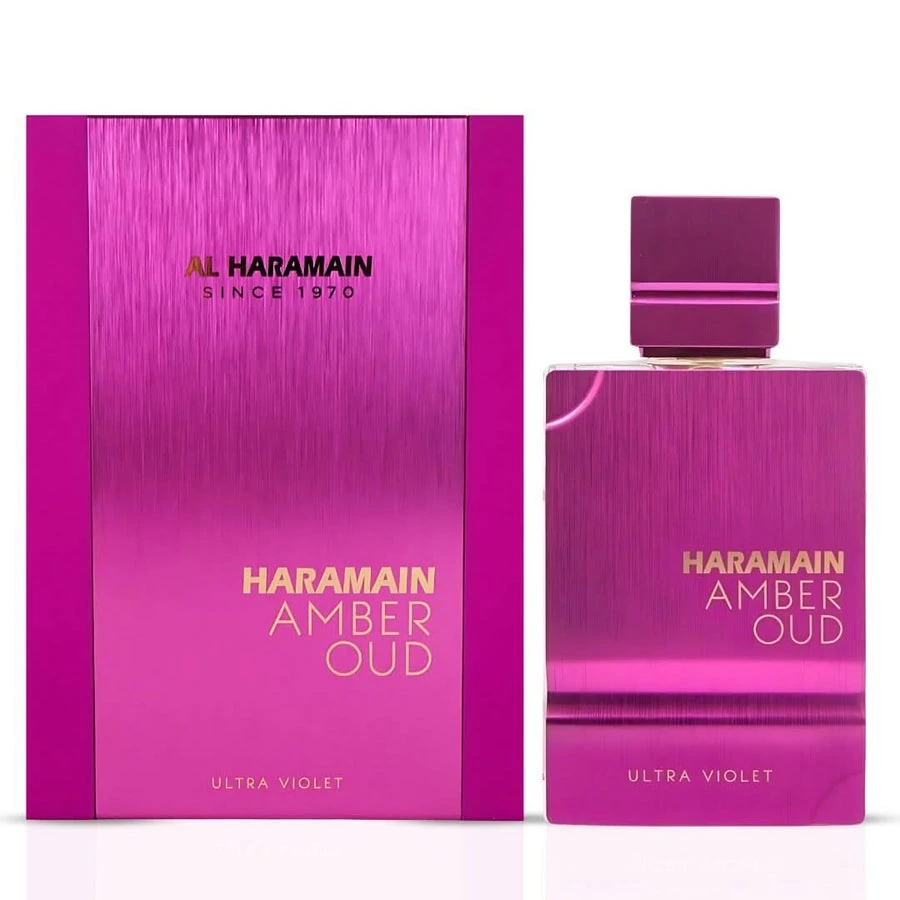 AL HARAMAIN
SINCE 1970
HARAMAIN
AMBER
OUD
ULTRA VIOLET
HARAMAIN
AMBER
OUD
ULTRA VIOLET